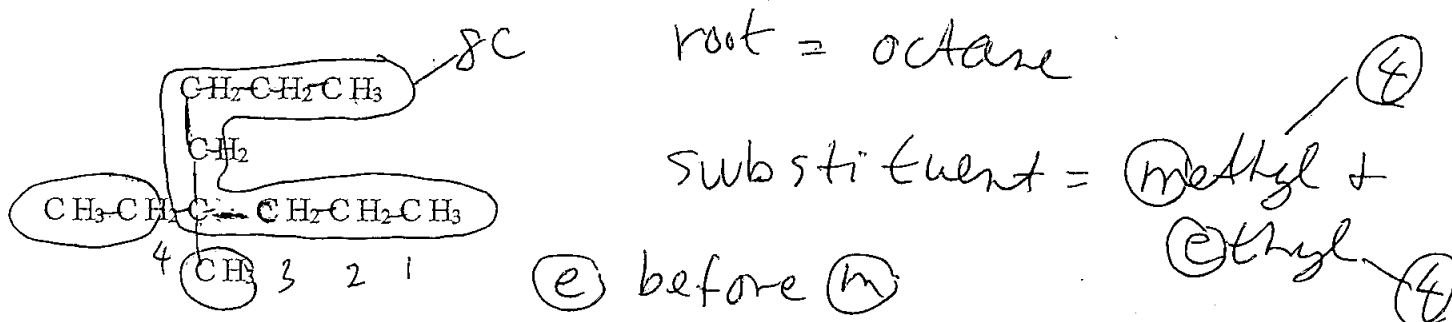 8C
root = octane
CH2-CH2-CH3
CH2
substituent = methyl + ethyl
4
4
CH3-CH2-C-CH2-CH2-CH3
4 CH3 3 2 1
e before m